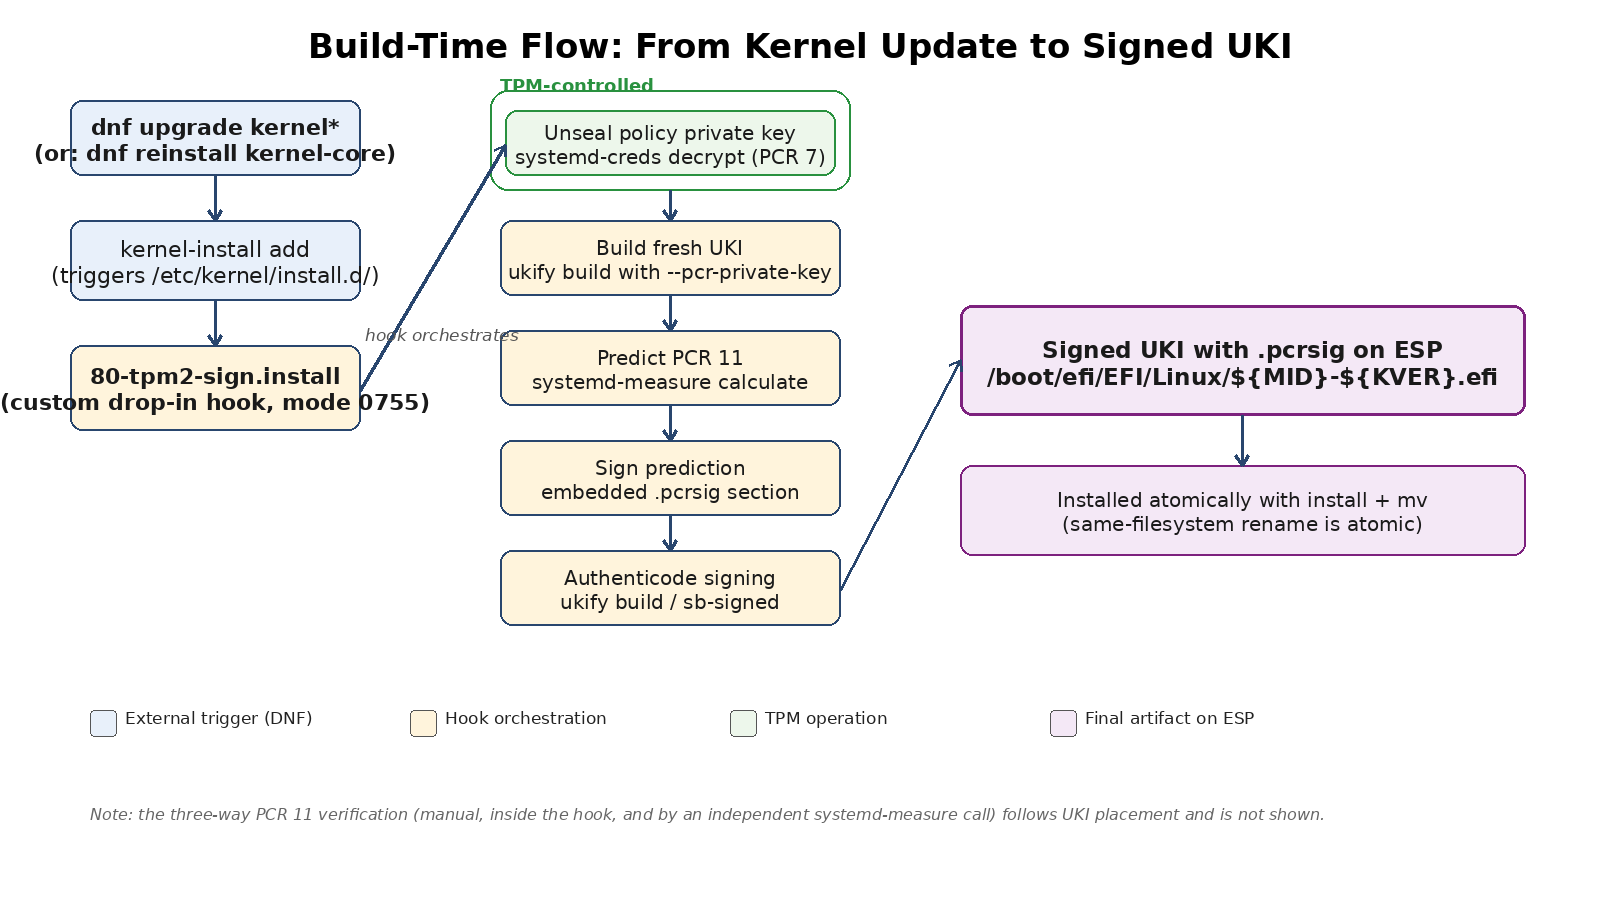 Build-Time Flow: From Kernel Update to Signed UKI
dnf upgrade kernel*
(or: dnf reinstall kernel-core)
kernel-install add
(triggers /etc/kernel/install.d/)
80-tpm2-sign.install
(custom drop-in hook, mode 0755)
hook orchestrates
TPM-controlled
Unseal policy private key
systemd-creds decrypt (PCR 7)
Build fresh UKI
ukify build with --pcr-private-key
Predict PCR 11
systemd-measure calculate
Sign prediction
embedded .pcrsig section
Authenticode signing
ukify build / sb-signed
Signed UKI with .pcrsig on ESP
/boot/efi/EFI/Linux/${MID}-${KVER}.efi
Installed atomically with install + mv
(same-filesystem rename is atomic)
External trigger (DNF)
Hook orchestration
TPM operation
Final artifact on ESP
Note: the three-way PCR 11 verification (manual, inside the hook, and by an independent systemd-measure call) follows UKI placement and is not shown.